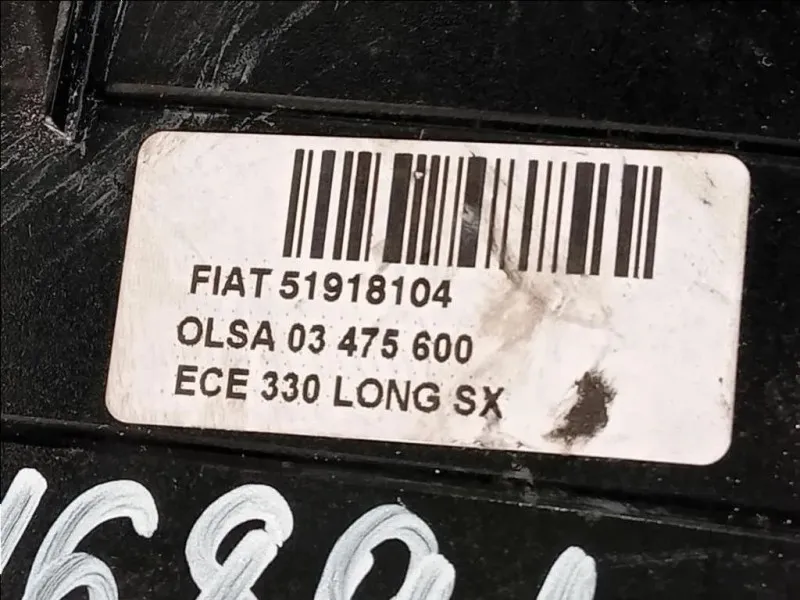 FIAT 51918104
OLSA 03 475 600
ECE 330 LONG SX